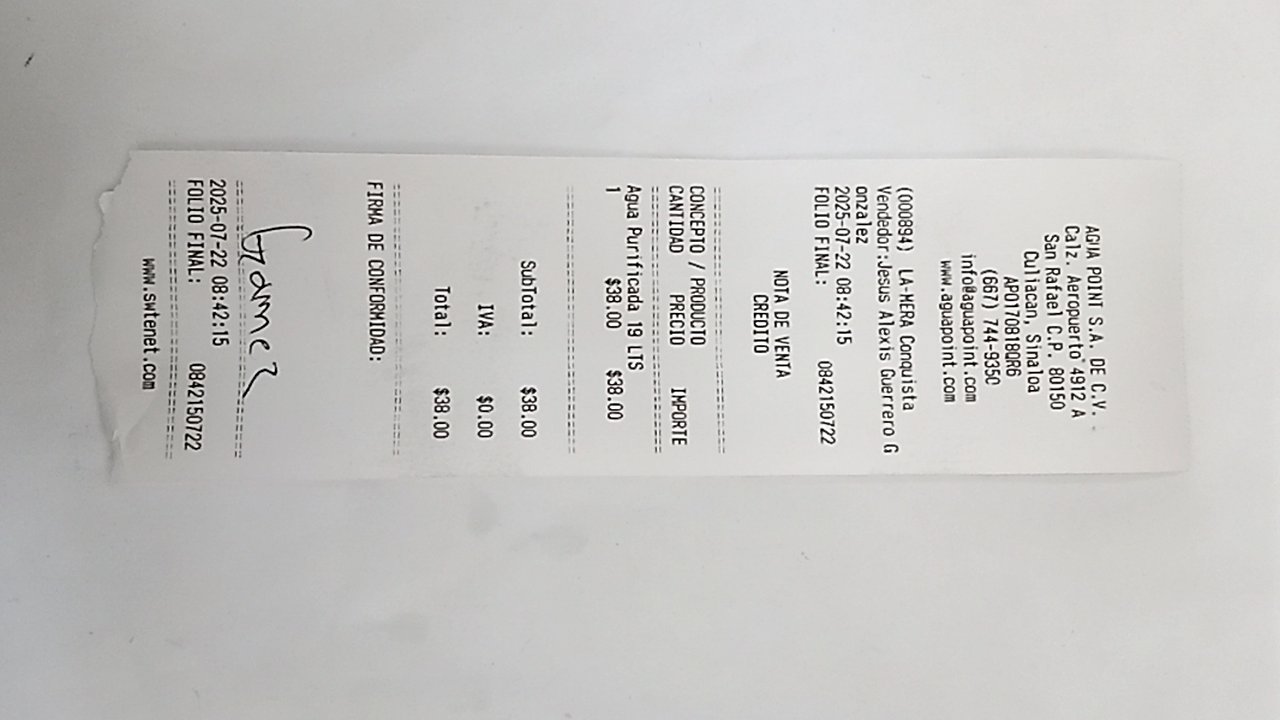 AGUA POINT S.A. DE C.V.
Calz. Aeropuerto 4912 A
San Rafael C.P. 80150
Culiacan, Sinaloa
APO170818QR6
(667) 744-9350
info@aguapoint.com
www.aguapoint.com
(000894) LA-MERA Conquista
Vendedor:Jesus Alexis Guerrero G
onzalez
2025-07-22 08:42:15
FOLIO FINAL: 0842150722
NOTA DE VENTA
CREDITO
CONCEPTO / PRODUCTO
CANTIDAD PRECIO IMPORTE
Agua Purificada 19 LTS
1 $38.00 $38.00
SubTotal: $38.00
IVA: $0.00
Total: $38.00
FIRMA DE CONFORMIDAD:
Gamez
2025-07-22 08:42:15
FOLIO FINAL: 0842150722
www.swtenet.com